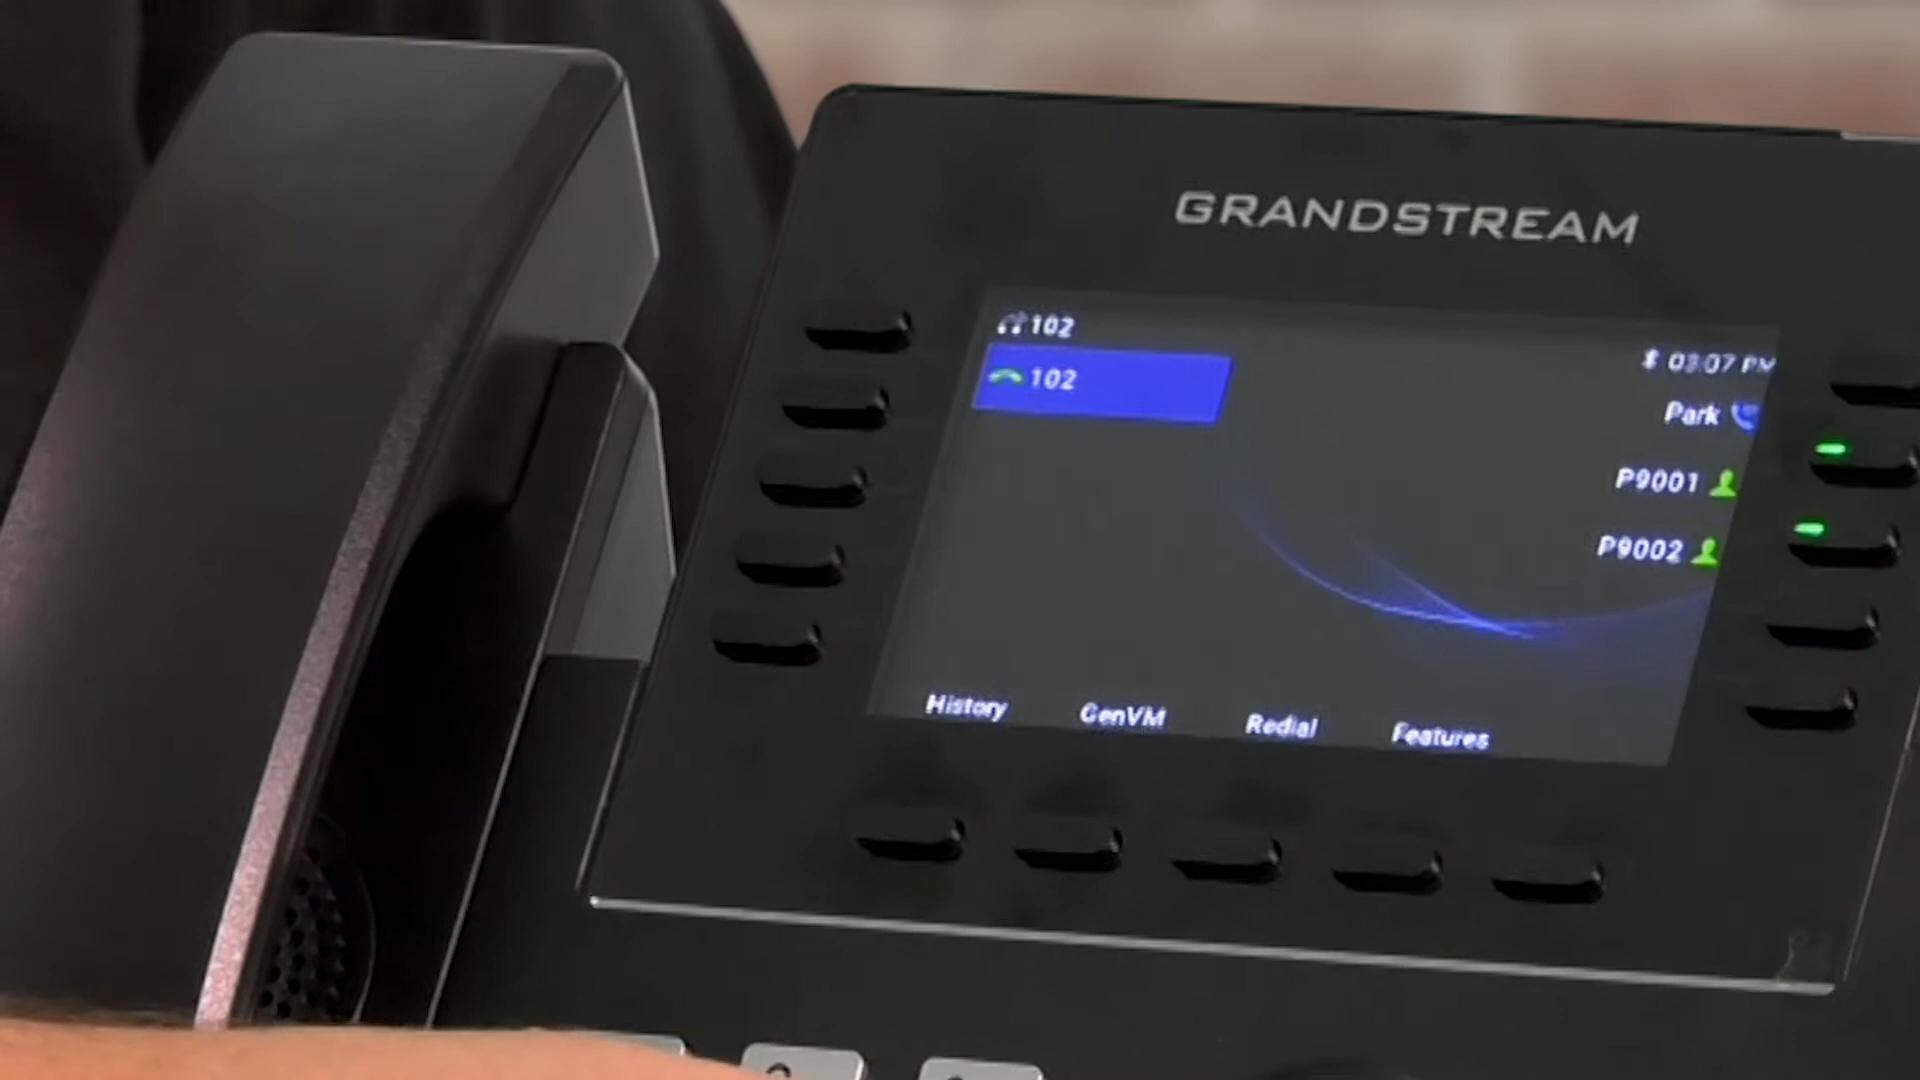 GRANDSTREAM
102
03:07 PM
102
Park
P9001
P9002
History GenVM Redial Features